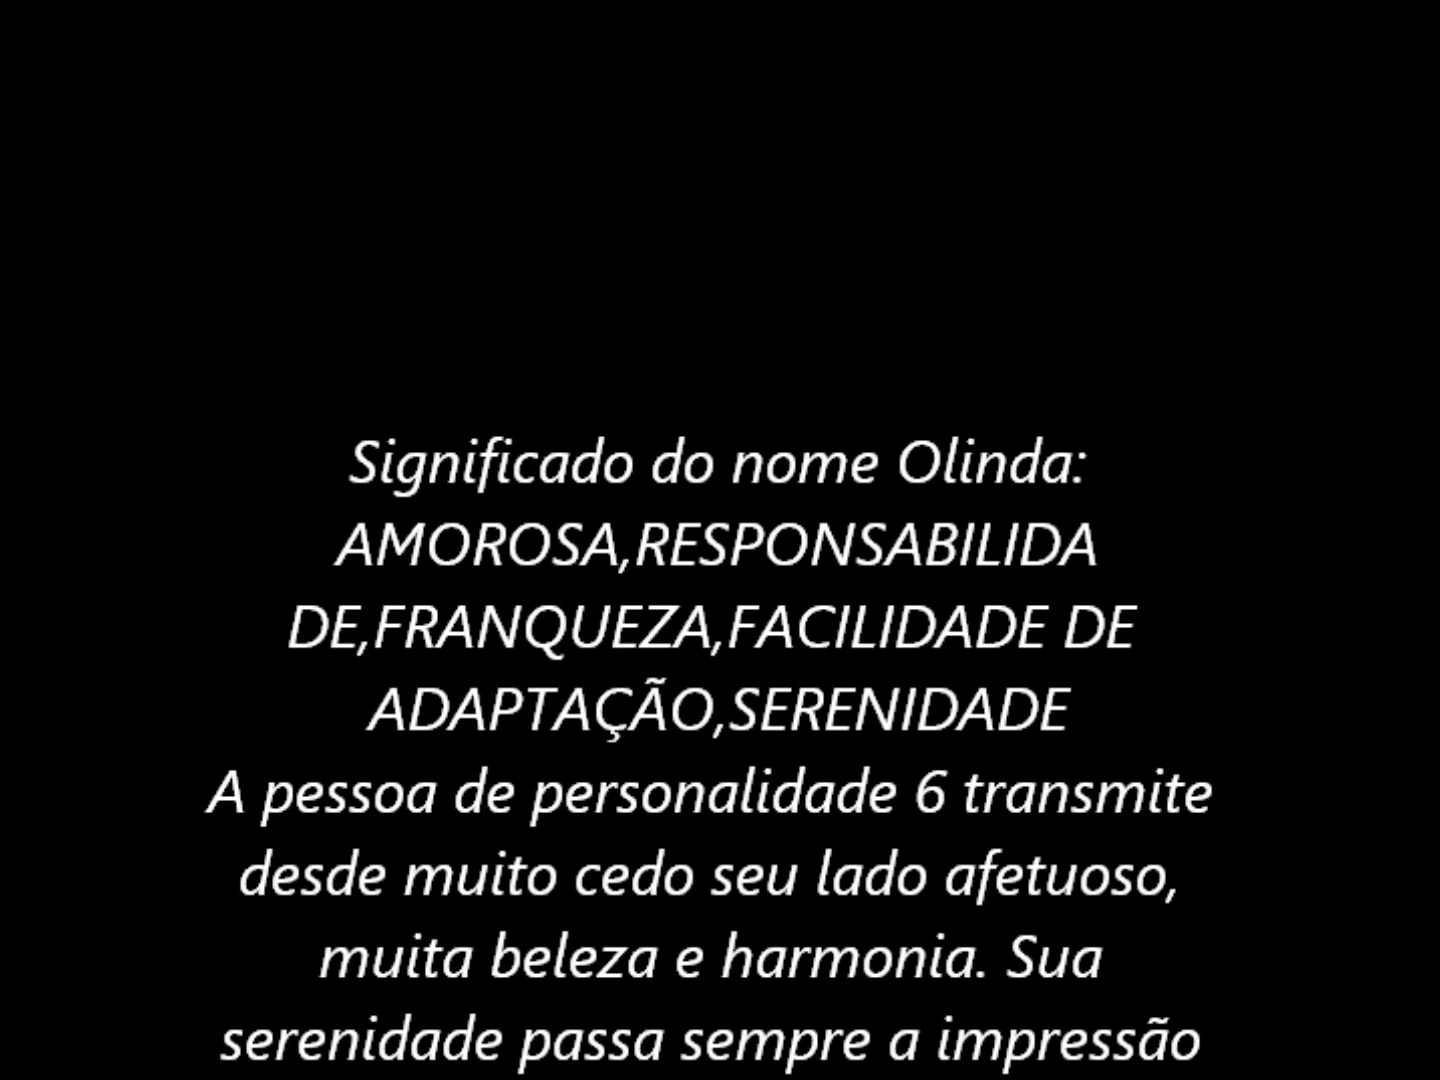 Significado do nome Olinda:
AMOROSA,RESPONSABILIDA
DE,FRANQUEZA,FACILIDADE DE
ADAPTAÇÃO,SERENIDADE
A pessoa de personalidade 6 transmite
desde muito cedo seu lado afetuoso,
muita beleza e harmonia. Sua
serenidade passa sempre a impressão